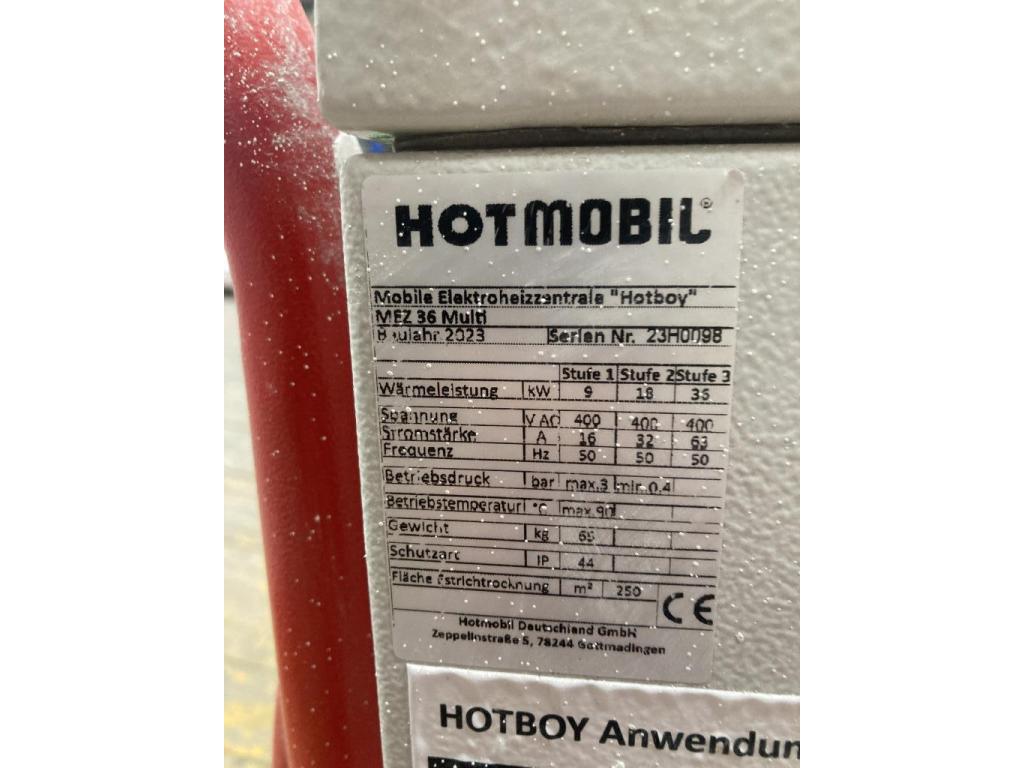 HOTMOBIL®
Mobile Elektroheizzentrale "Hotboy"
MEZ 36 Multi
Baujahr 2023 Serien Nr. 23H0098
Stufe 1 Stufe 2 Stufe 3
Wärmeleistung kW 9 18 36
Spannung V AC 400 400 400
Stromstärke A 16 32 63
Frequenz Hz 50 50 50
Betriebsdruck bar max.3 min.0,4
Betriebstemperatur °C max.90
Gewicht kg
Schutzart IP 44
Fläche Estrichtrocknung m² 250
CE
Hotmobil Deutschland GmbH
Zeppelinstraße 5, 78244 Gottmadingen
HOTBOY Anwendun